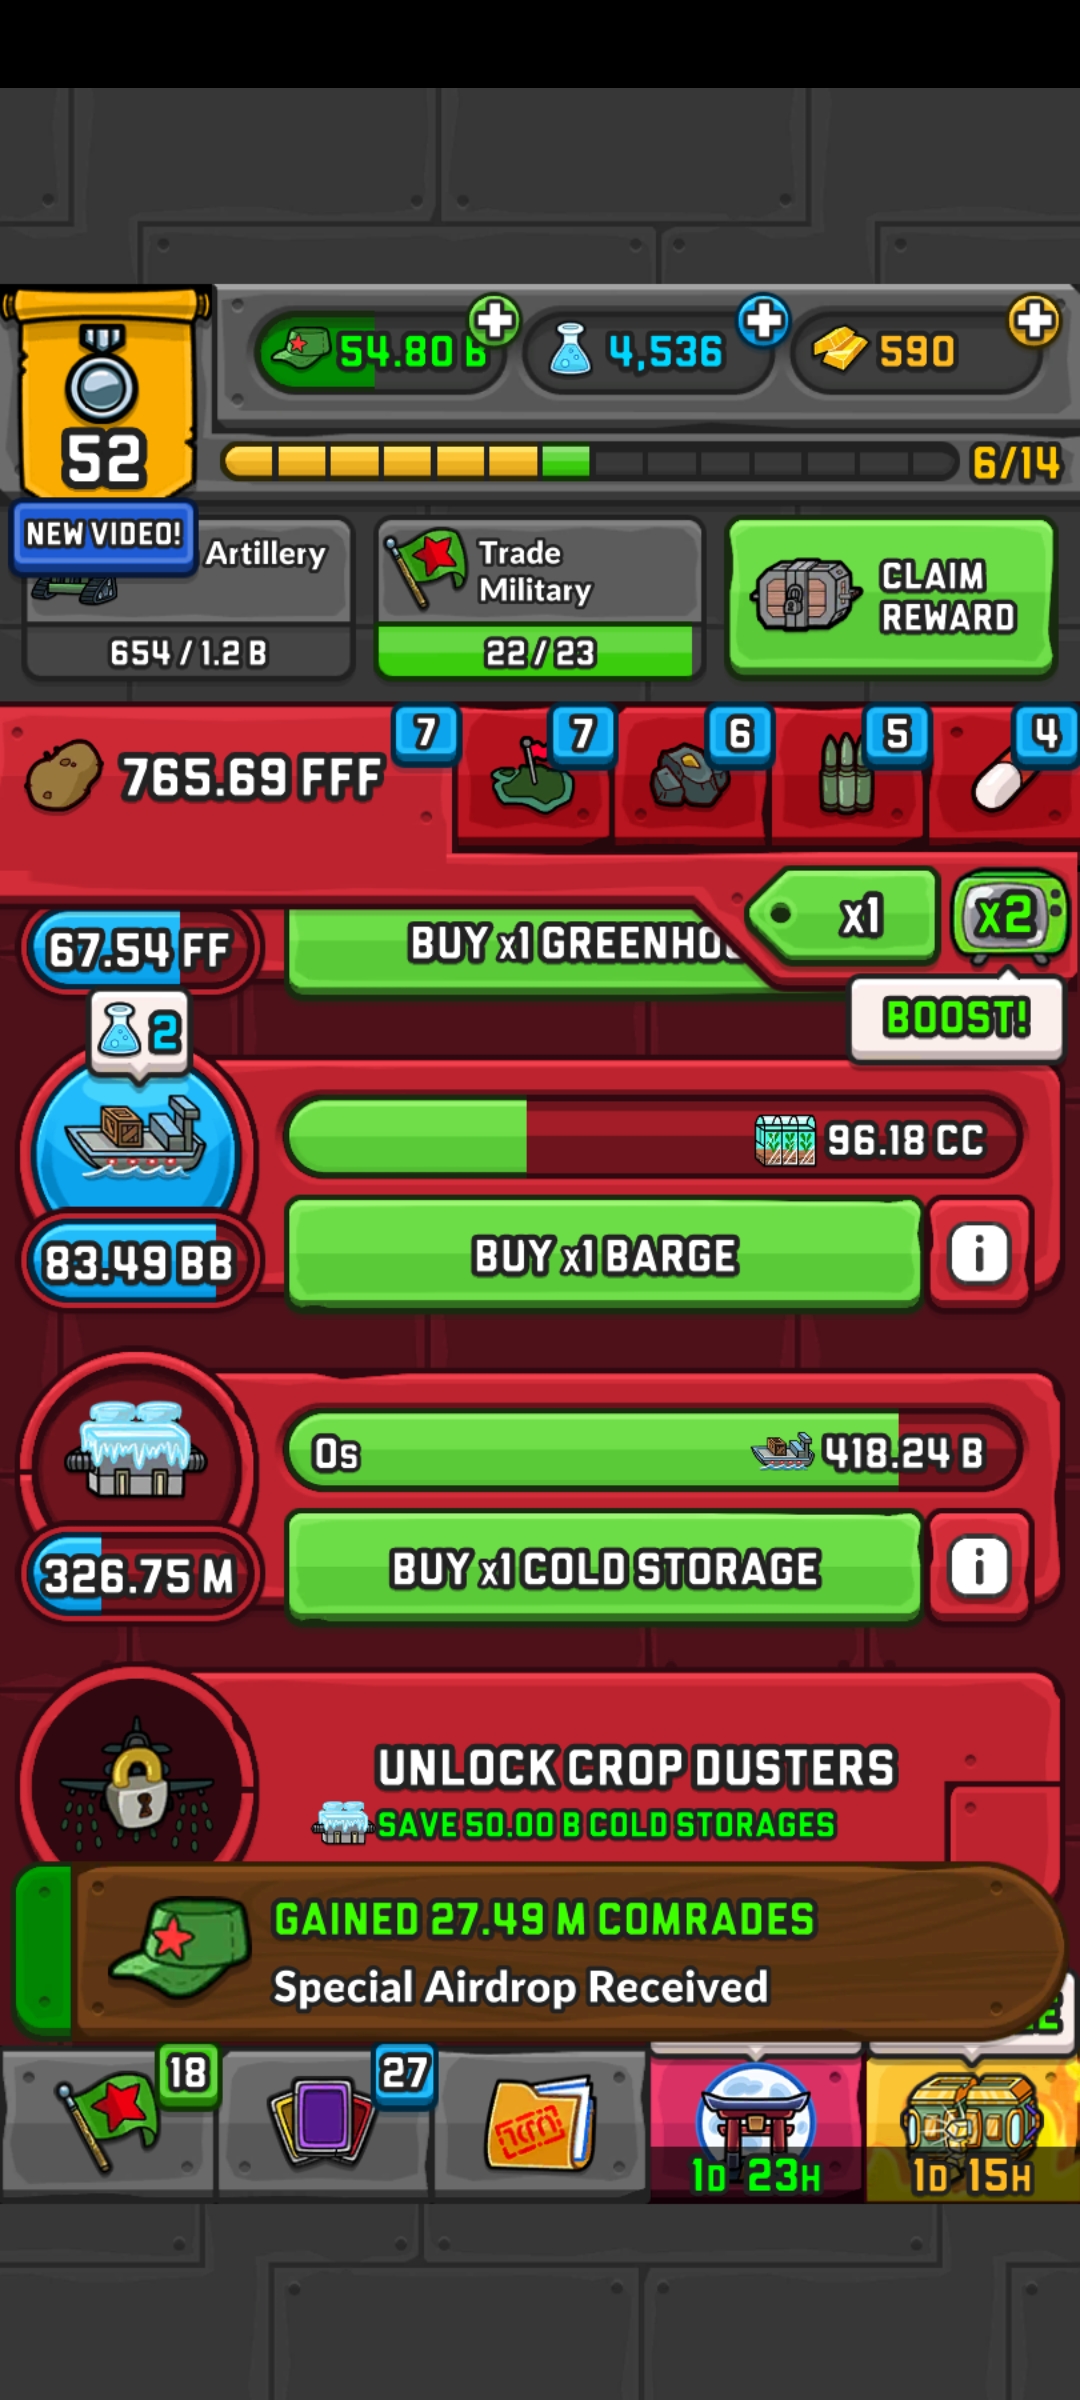 54.80 B
4,536
590
52
6/14
NEW VIDEO!
Artillery
654 / 1.2 B
Trade
Military
22 / 23
CLAIM
REWARD
765.69 FFF
7
7
6
5
4
x1
x2
BOOST!
67.54 FF
BUY x1
2
96.18 CC
83.49 BB
BUY x1 BARGE
i
0s
418.24 B
326.75 M
BUY x1 COLD STORAGE
i
UNLOCK CROP DUSTERS
SAVE 50.00 B COLD STORAGES
GAINED 27.49 M COMRADES
Special Airdrop Received
18
27
1D 23H
1D 15H